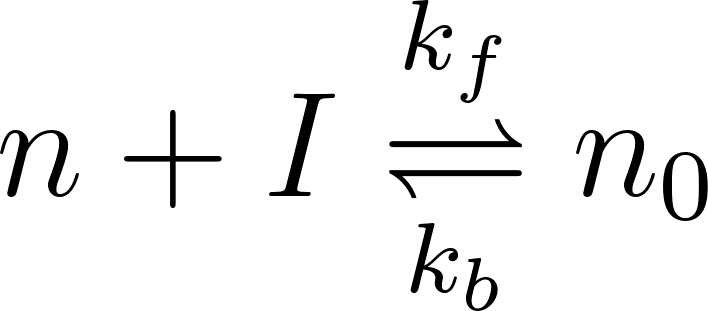 k_f
n + I ⇌ n_0
k_b